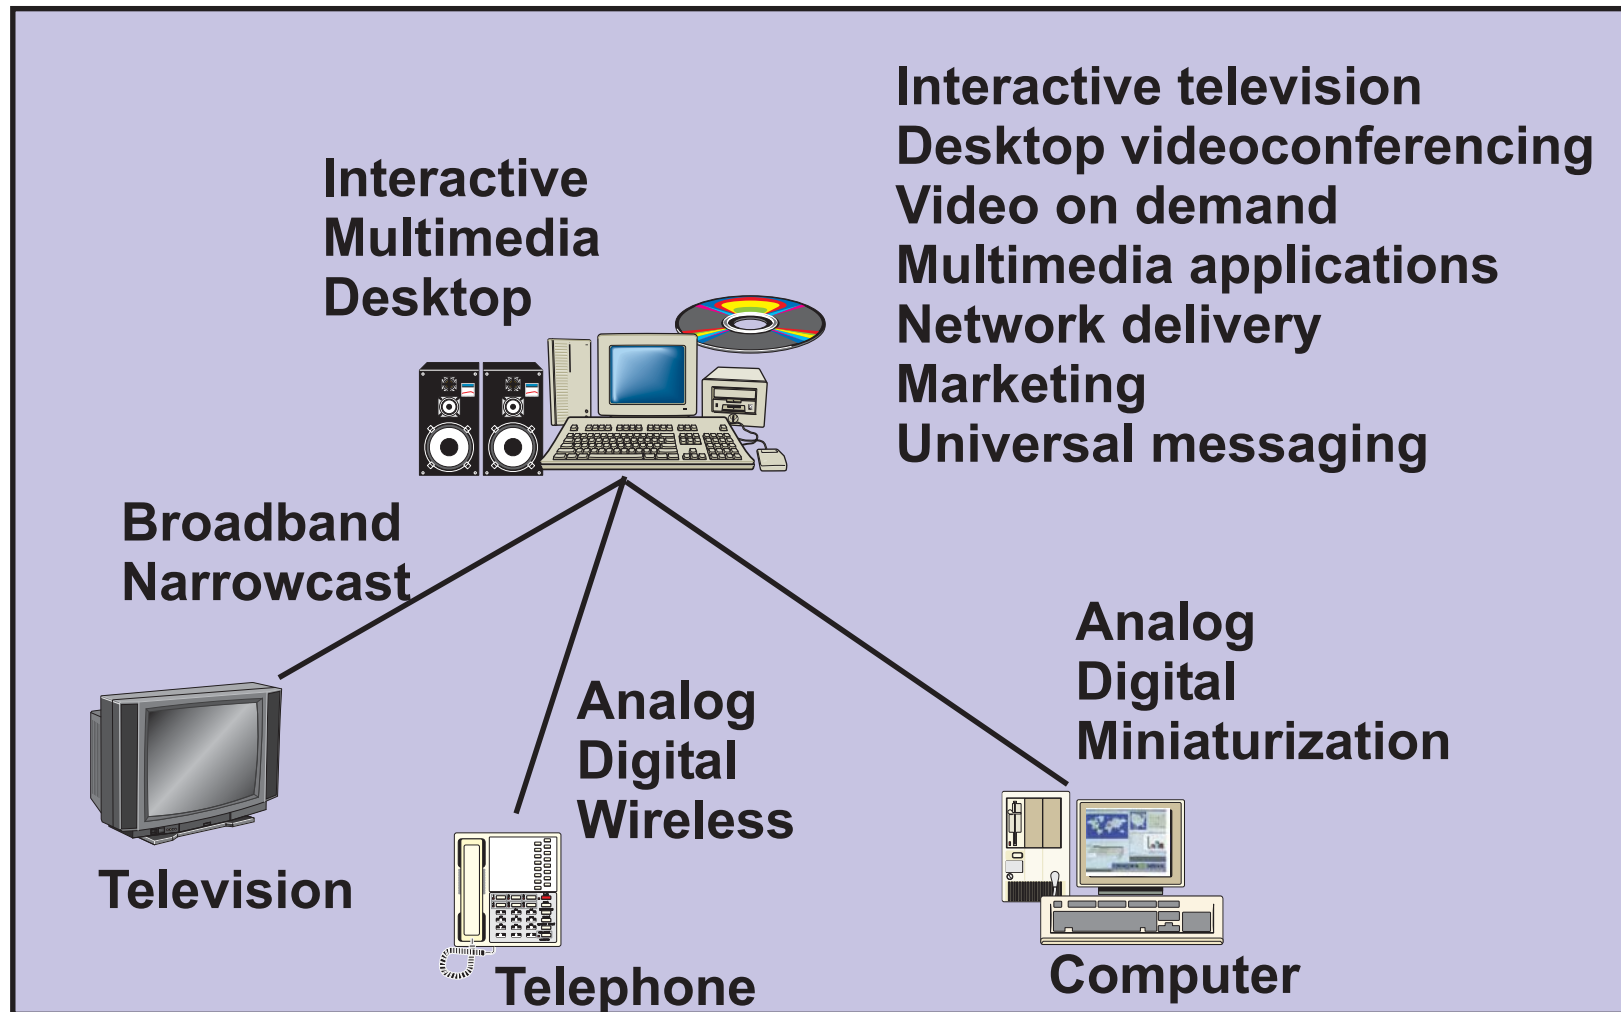 Interactive
Multimedia
Desktop
Interactive television
Desktop videoconferencing
Video on demand
Multimedia applications
Network delivery
Marketing
Universal messaging
Broadband
Narrowcast
Television
Analog
Digital
Wireless
Telephone
Analog
Digital
Miniaturization
Computer